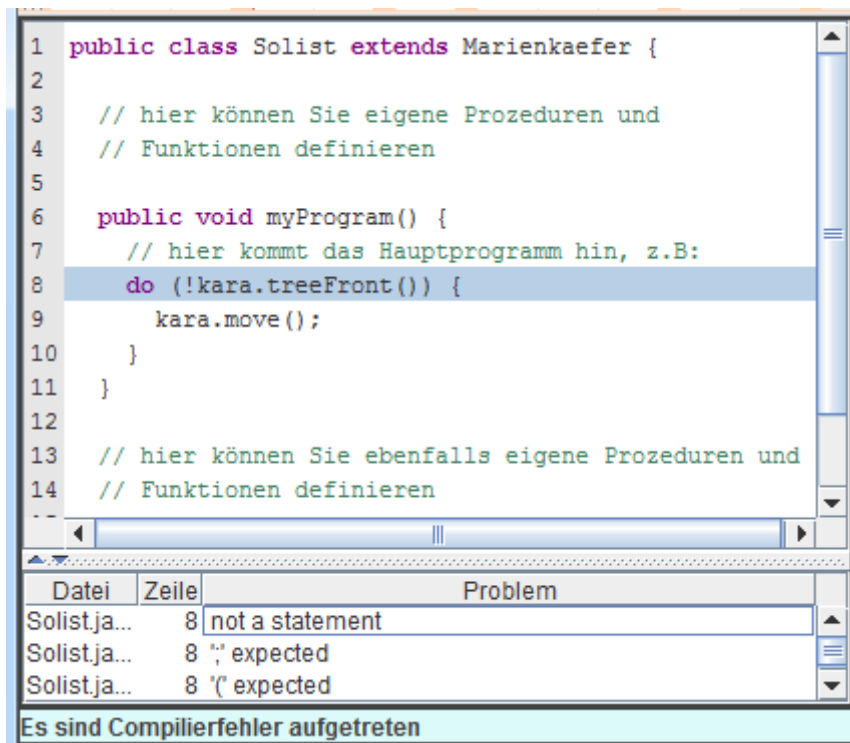 1 public class Solist extends Marienkaefer {
2
3 // hier können Sie eigene Prozeduren und
4 // Funktionen definieren
5
6 public void myProgram() {
7 // hier kommt das Hauptprogramm hin, z.B:
8 do (!kara.treeFront()) {
9 kara.move();
10 }
11 }
12
13 // hier können Sie ebenfalls eigene Prozeduren und
14 // Funktionen definieren
Datei Zeile Problem
Solist.ja... 8 not a statement
Solist.ja... 8 ';' expected
Solist.ja... 8 '(' expected
Es sind Compilierfehler aufgetreten